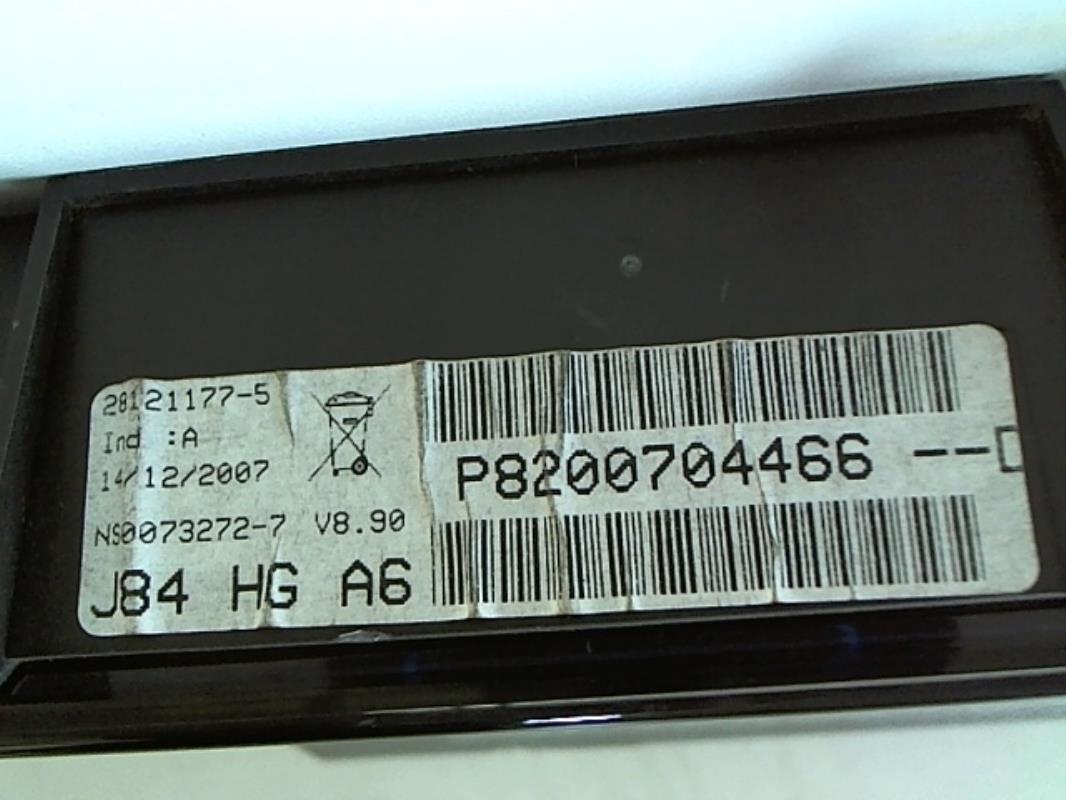 28121177-5
Ind :A
14/12/2007
NS0073272-7 V8.90
J84 HG A6
P8200704466 --